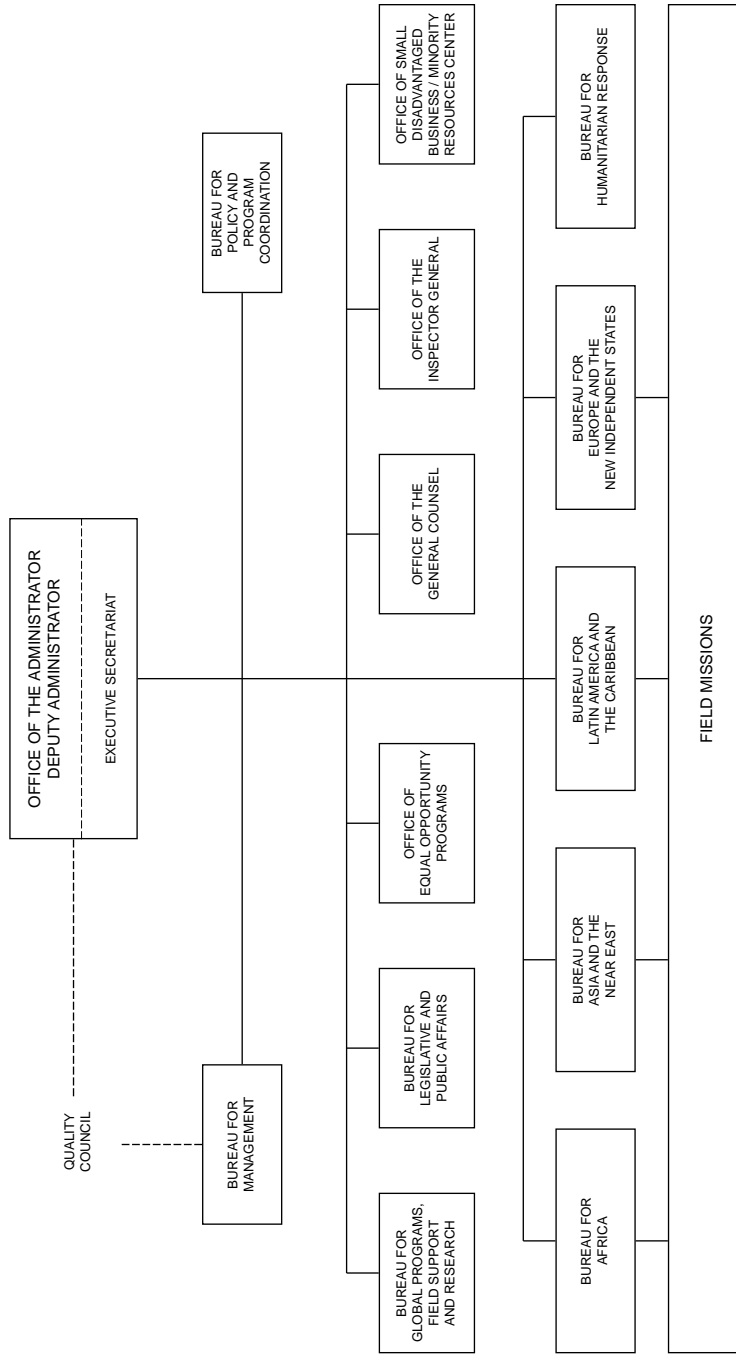 OFFICE OF THE ADMINISTRATOR
DEPUTY ADMINISTRATOR
EXECUTIVE SECRETARIAT
QUALITY
COUNCIL
BUREAU FOR
MANAGEMENT
BUREAU FOR
POLICY AND
PROGRAM
COORDINATION
BUREAU FOR
GLOBAL PROGRAMS,
FIELD SUPPORT
AND RESEARCH
BUREAU FOR
LEGISLATIVE AND
PUBLIC AFFAIRS
OFFICE OF
EQUAL OPPORTUNITY
PROGRAMS
OFFICE OF THE
GENERAL COUNSEL
OFFICE OF THE
INSPECTOR GENERAL
OFFICE OF SMALL
DISADVANTAGED
BUSINESS / MINORITY
RESOURCES CENTER
BUREAU FOR
AFRICA
BUREAU FOR
ASIA AND THE
NEAR EAST
BUREAU FOR
LATIN AMERICA AND
THE CARIBBEAN
BUREAU FOR
EUROPE AND THE
NEW INDEPENDENT STATES
BUREAU FOR
HUMANITARIAN RESPONSE
FIELD MISSIONS